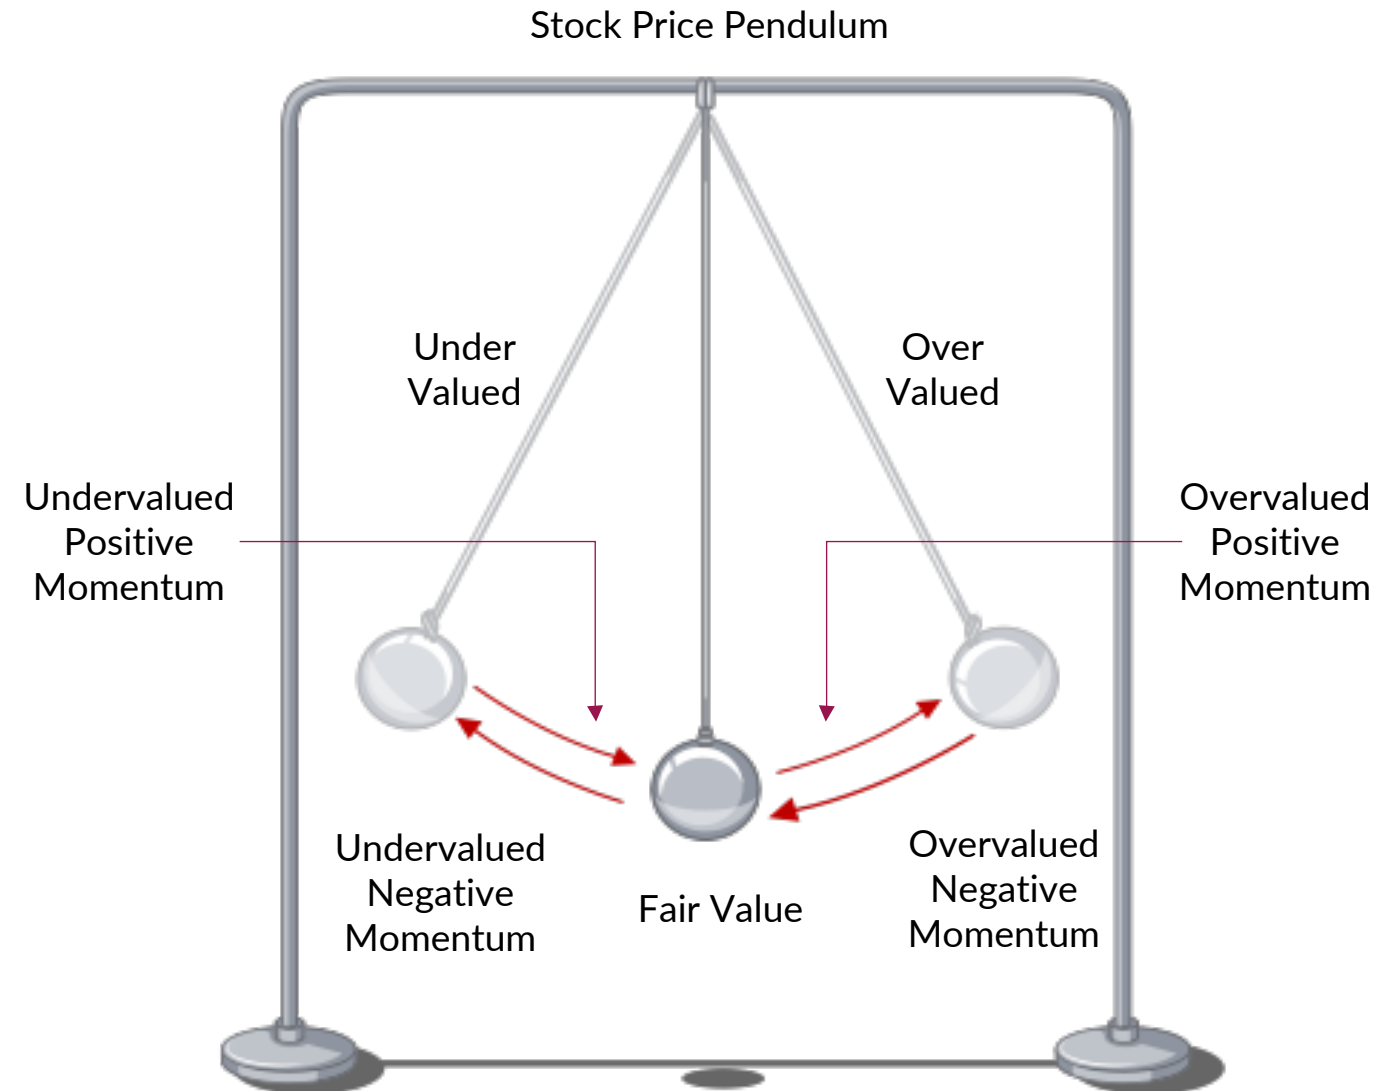 Stock Price Pendulum
Under
Valued
Over
Valued
Undervalued
Positive
Momentum
Overvalued
Positive
Momentum
Undervalued
Negative
Momentum
Fair Value
Overvalued
Negative
Momentum